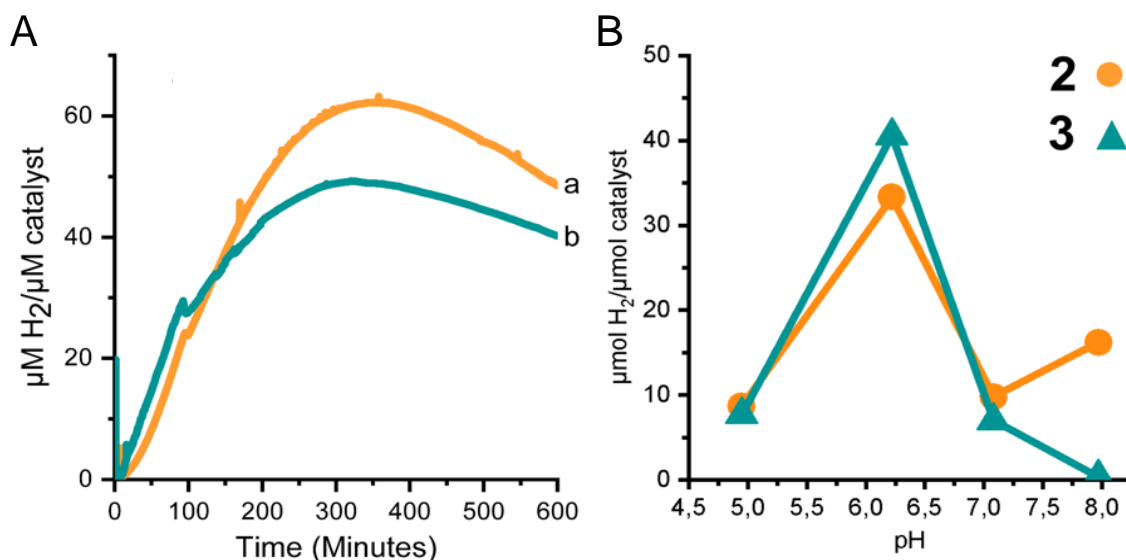 A
µM H2/µM catalyst
60
40
20
0
a
b
0 100 200 300 400 500 600
Time (Minutes)
B
µmol H2/µmol catalyst
50
40
30
20
10
0
2
3
4,5 5,0 5,5 6,0 6,5 7,0 7,5 8,0
pH